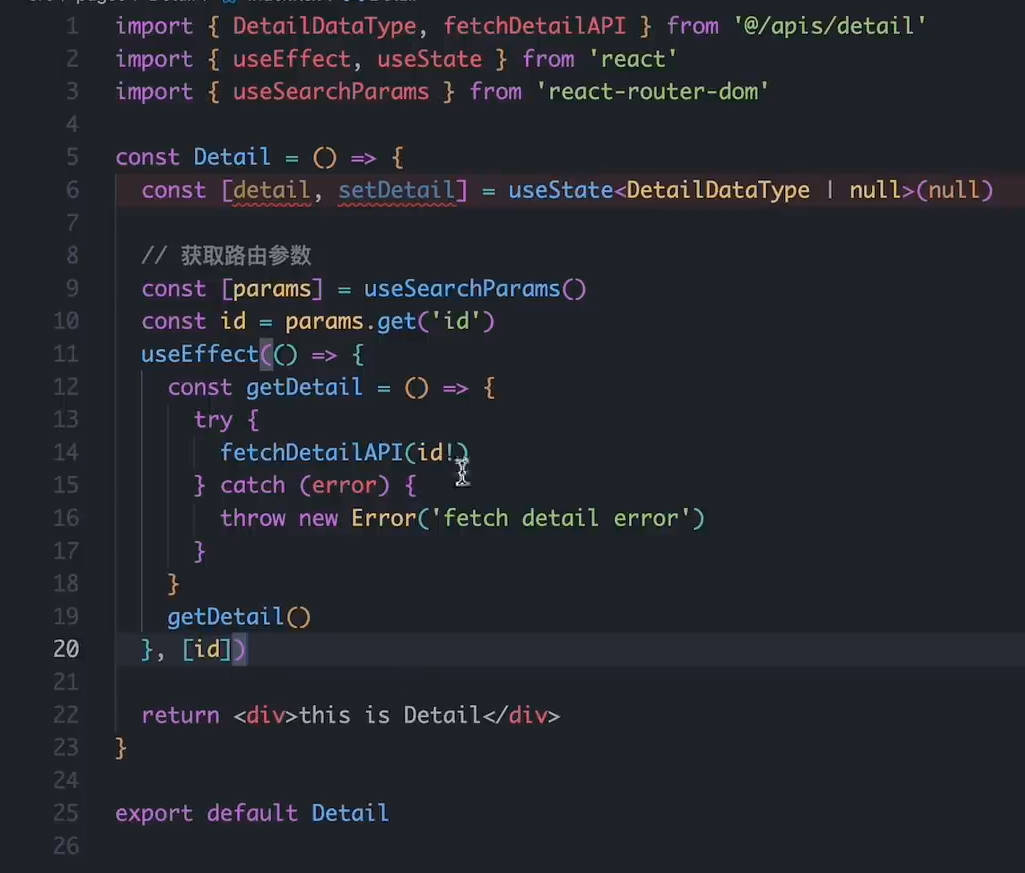 1 import { DetailDataType, fetchDetailAPI } from '@/apis/detail'
2 import { useEffect, useState } from 'react'
3 import { useSearchParams } from 'react-router-dom'
4
5 const Detail = () => {
6   const [detail, setDetail] = useState<DetailDataType | null>(null)
7
8   // 获取路由参数
9   const [params] = useSearchParams()
10   const id = params.get('id')
11   useEffect(() => {
12     const getDetail = () => {
13       try {
14         fetchDetailAPI(id!)
15       } catch (error) {
16         throw new Error('fetch detail error')
17       }
18     }
19     getDetail()
20   }, [id])
21
22   return <div>this is Detail</div>
23 }
24
25 export default Detail
26